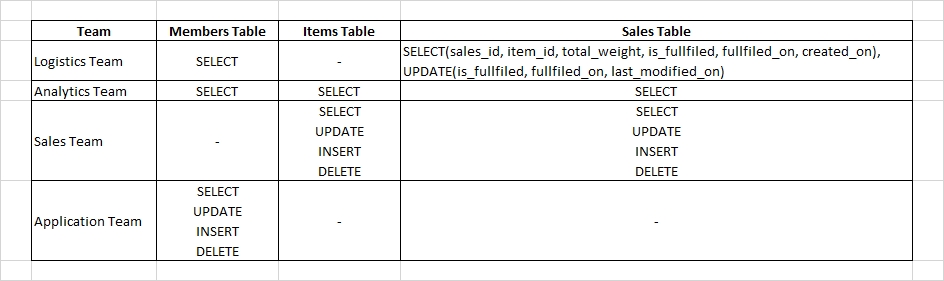 Team Members Table Items Table Sales Table
Logistics Team SELECT - SELECT(sales_id, item_id, total_weight, is_fullfiled, fullfiled_on, created_on),
UPDATE(is_fullfiled, fullfiled_on, last_modified_on)
Analytics Team SELECT SELECT SELECT
Sales Team - SELECT SELECT
UPDATE UPDATE
INSERT INSERT
DELETE DELETE
Application Team SELECT - -
UPDATE
INSERT
DELETE